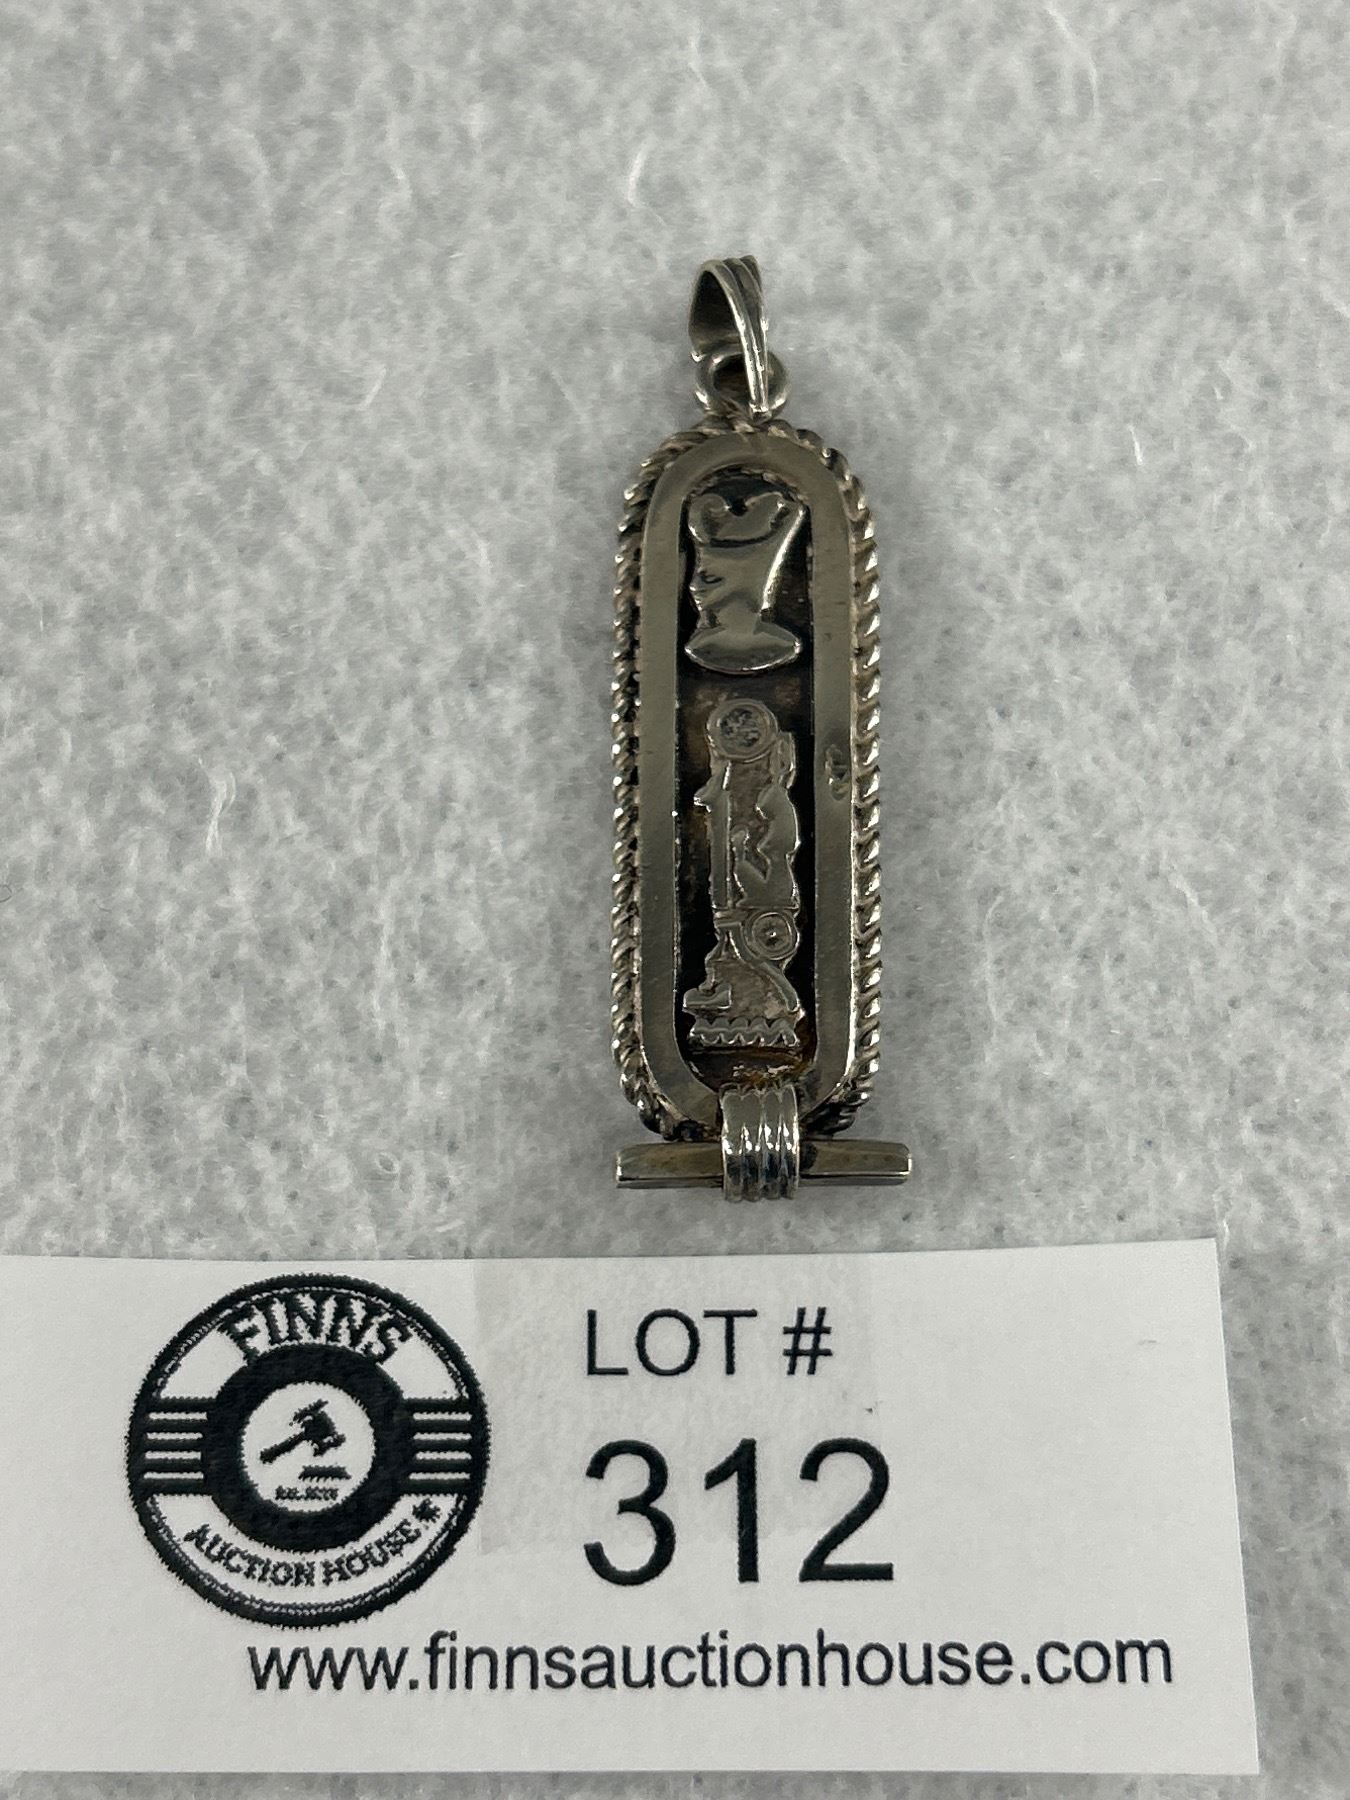 FINNS
AUCTION HOUSE
LOT #
312
www.finnsauctionhouse.com